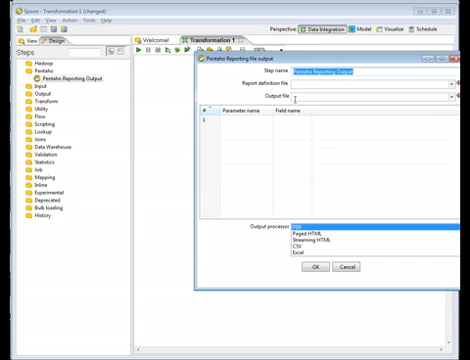 Spoon - Transformation 1 (changed)
File Edit View Action Tools Help
Perspective: Data Integration Model Visualize Schedule
View Design
Welcome! Transformation 1
Steps
100%
Hadoop
Pentaho
Pentaho Reporting Output
Input
Output
Transform
Utility
Flow
Scripting
Lookup
Joins
Data Warehouse
Validation
Statistics
Job
Mapping
Inline
Experimental
Deprecated
Bulk loading
History
Pentaho Reporting file output
Step name Pentaho Reporting Output
Report definition file
Output file
# Parameter name Field name
1
Output processor PDF
Paged HTML
Streaming HTML
CSV
Excel
OK Cancel